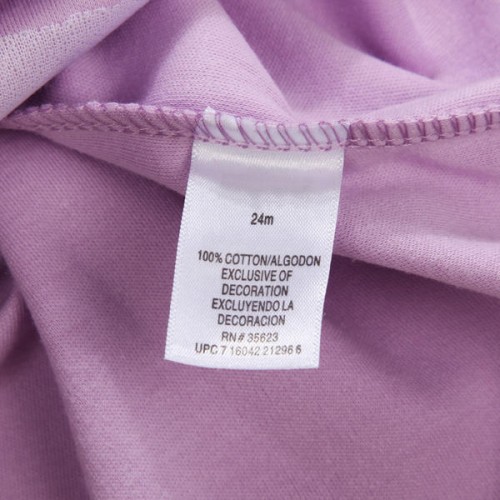 24m
100% COTTON/ALGODON
EXCLUSIVE OF
DECORATION
EXCLUYENDO LA
DECORACION
RN# 35623
UPC 7 16042 21296 6